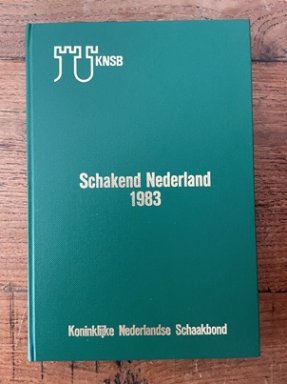 KNSB
Schakend Nederland
1983
Koninklijke Nederlandse Schaakbond